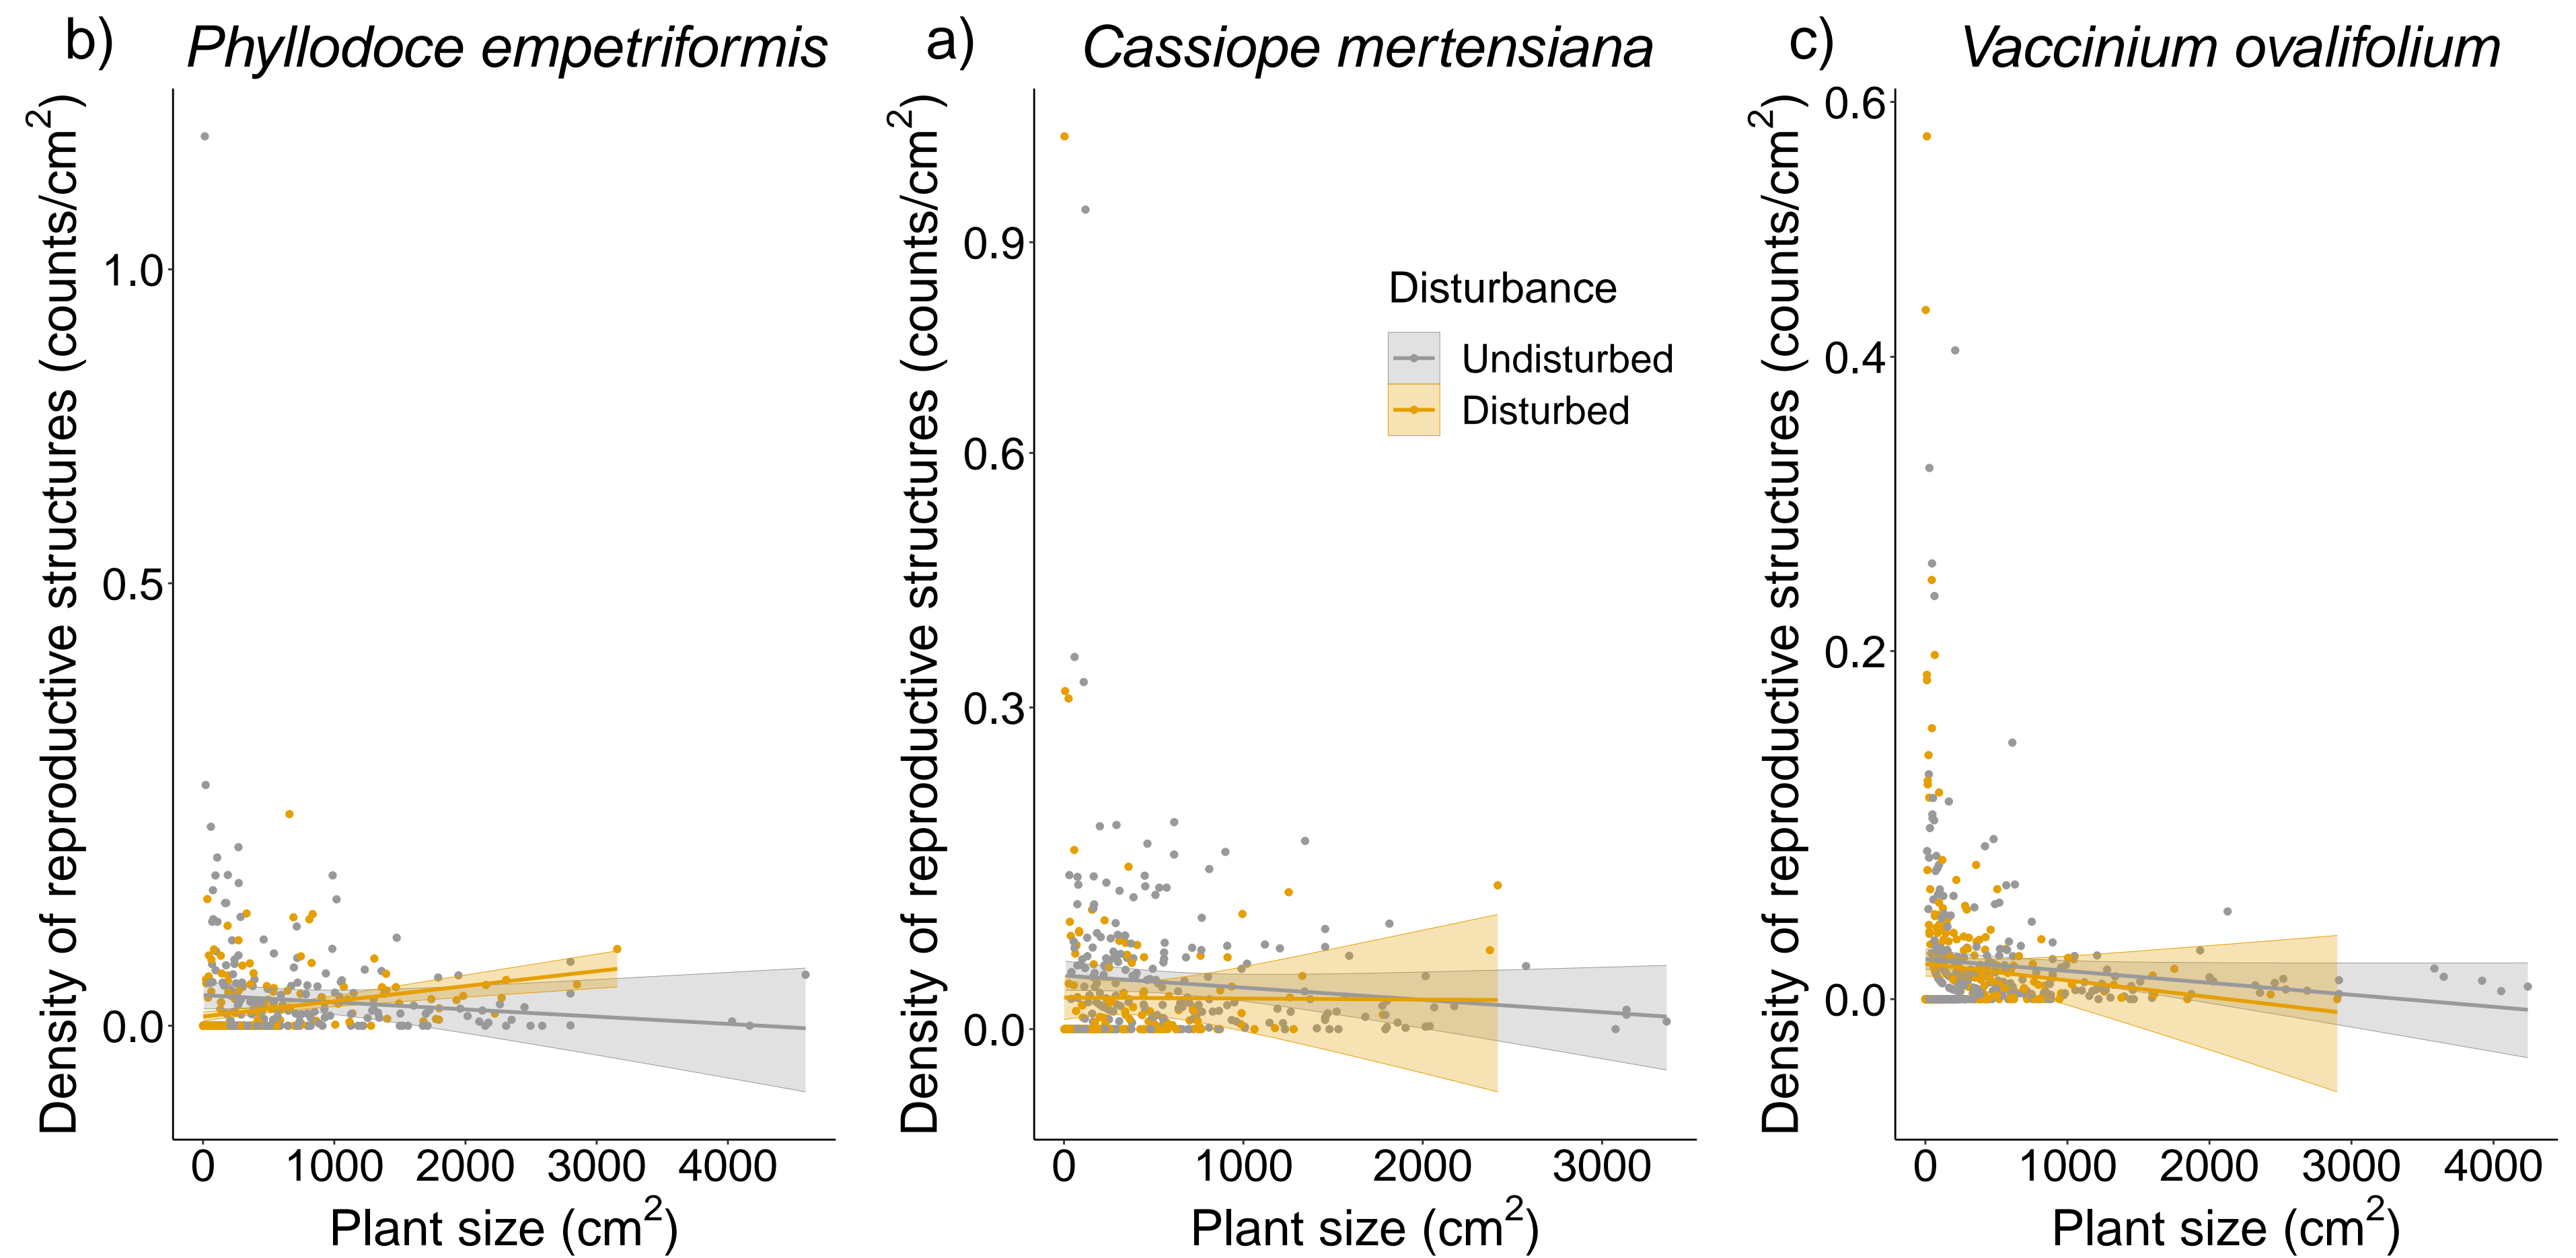 b) Phyllodoce empetriformis
Density of reproductive structures (counts/cm²)
1.0
0.5
0.0
0 1000 2000 3000 4000
Plant size (cm²)
a) Cassiope mertensiana
Density of reproductive structures (counts/cm²)
0.9
0.6
0.3
0.0
Disturbance
Undisturbed
Disturbed
0 1000 2000 3000
Plant size (cm²)
c) Vaccinium ovalifolium
Density of reproductive structures (counts/cm²)
0.6
0.4
0.2
0.0
0 1000 2000 3000 4000
Plant size (cm²)